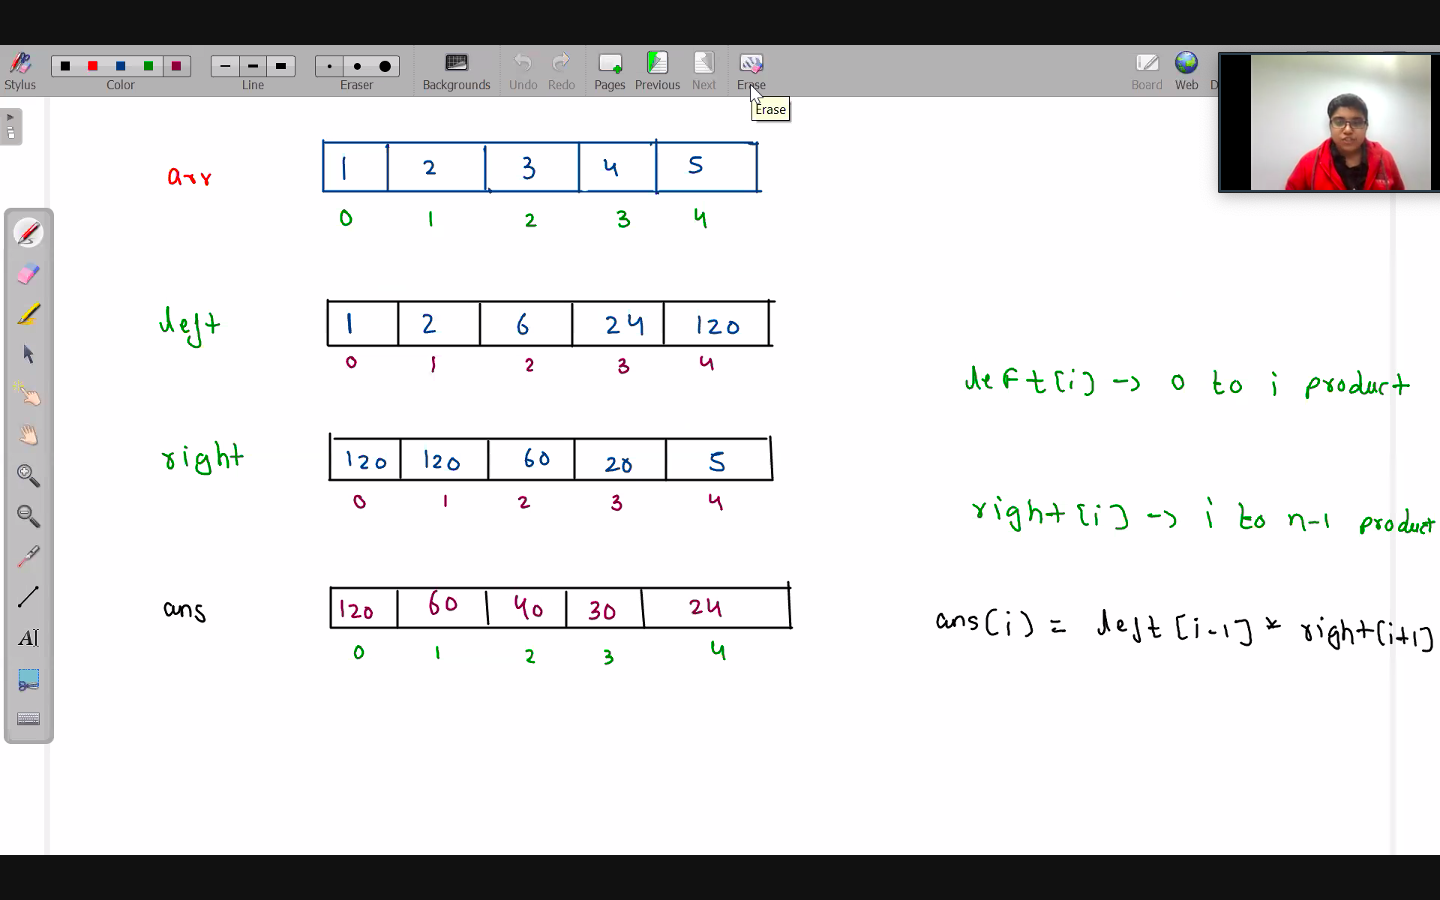 Stylus Color Line Eraser Backgrounds Undo Redo Pages Previous Next Erase Board Web D
Erase
arr 1 2 3 4 5
0 1 2 3 4
left 1 2 6 24 120
0 1 2 3 4
left[i] → 0 to i product
right 120 120 60 20 5
0 1 2 3 4
right[i] → i to n-1 product
ans 120 60 40 30 24
ans(i) = left[i-1] * right[i+1]
0 1 2 3 4
A